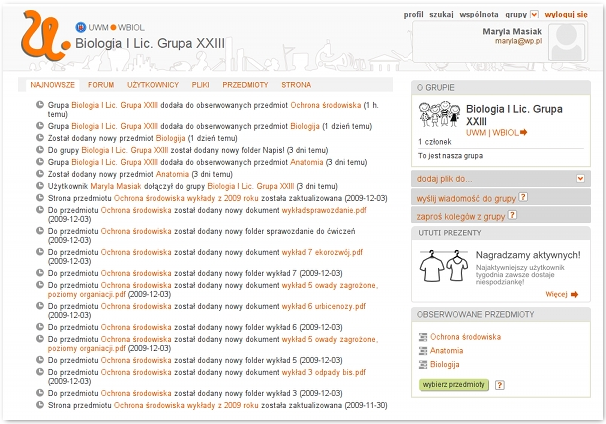 profil szukaj wspólnota grupy wyloguj się
UWM WBIOL
Biologia I Lic. Grupa XXIII
Maryla Masiak
maryla@wp.pl
NAJNOWSZE FORUM UŻYTKOWNICY PLIKI PRZEDMIOTY STRONA
Grupa Biologia I Lic. Grupa XXIII dodała do obserwowanych przedmiot Ochrona środowiska (1 h.
temu)
Grupa Biologia I Lic. Grupa XXIII dodała do obserwowanych przedmiot Biologija (1 dzień temu)
Został dodany nowy przedmiot Biologija (1 dzień temu)
Do grupy Biologia I Lic. Grupa XXIII został dodany nowy folder Napis! (3 dni temu)
Grupa Biologia I Lic. Grupa XXIII dodała do obserwowanych przedmiot Anatomia (3 dni temu)
Został dodany nowy przedmiot Anatomia (3 dni temu)
Użytkownik Maryla Masiak dołączył do grupy Biologia I Lic. Grupa XXIII (3 dni temu)
Strona przedmiotu Ochrona środowiska wykłady z 2009 roku została zaktualizowana (2009-12-03)
Do przedmiotu Ochrona środowiska został dodany nowy dokument wykładsprawozdanie.pdf
(2009-12-03)
Do przedmiotu Ochrona środowiska został dodany nowy folder sprawozdanie do ćwiczeń
(2009-12-03)
Do przedmiotu Ochrona środowiska został dodany nowy dokument wykład 7 ekorozwój.pdf
(2009-12-03)
Do przedmiotu Ochrona środowiska został dodany nowy folder wykład 7 (2009-12-03)
Do przedmiotu Ochrona środowiska został dodany nowy dokument wykład 5 owady zagrożone,
poziomy organiacji.pdf (2009-12-03)
Do przedmiotu Ochrona środowiska został dodany nowy dokument wykład 6 urbicenozy.pdf
(2009-12-03)
Do przedmiotu Ochrona środowiska został dodany nowy folder wykład 6 (2009-12-03)
Do przedmiotu Ochrona środowiska został dodany nowy dokument wykład 5 owady zagrożone,
poziomy organiacji.pdf (2009-12-03)
Do przedmiotu Ochrona środowiska został dodany nowy folder wykład 5 (2009-12-03)
Do przedmiotu Ochrona środowiska został dodany nowy dokument wykład 3 odpady bis.pdf
(2009-12-03)
Do przedmiotu Ochrona środowiska został dodany nowy folder wykład 3 (2009-12-03)
Strona przedmiotu Ochrona środowiska wykłady z 2009 roku została zaktualizowana (2009-11-30)
O GRUPIE
Biologia I Lic. Grupa
XXIII
UWM | WBIOL
1 członek
To jest nasza grupa
dodaj plik do...
wyślij wiadomość do grupy ?
zaproś kolegów z grupy ?
UTUTI PREZENTY
Nagradzamy aktywnych!
Najaktywniejszy użytkownik
tygodnia zawsze dostaje
niespodziankę!
Więcej
OBSERWOWANE PRZEDMIOTY
Ochrona środowiska
Anatomia
Biologija
wybierz przedmioty ?